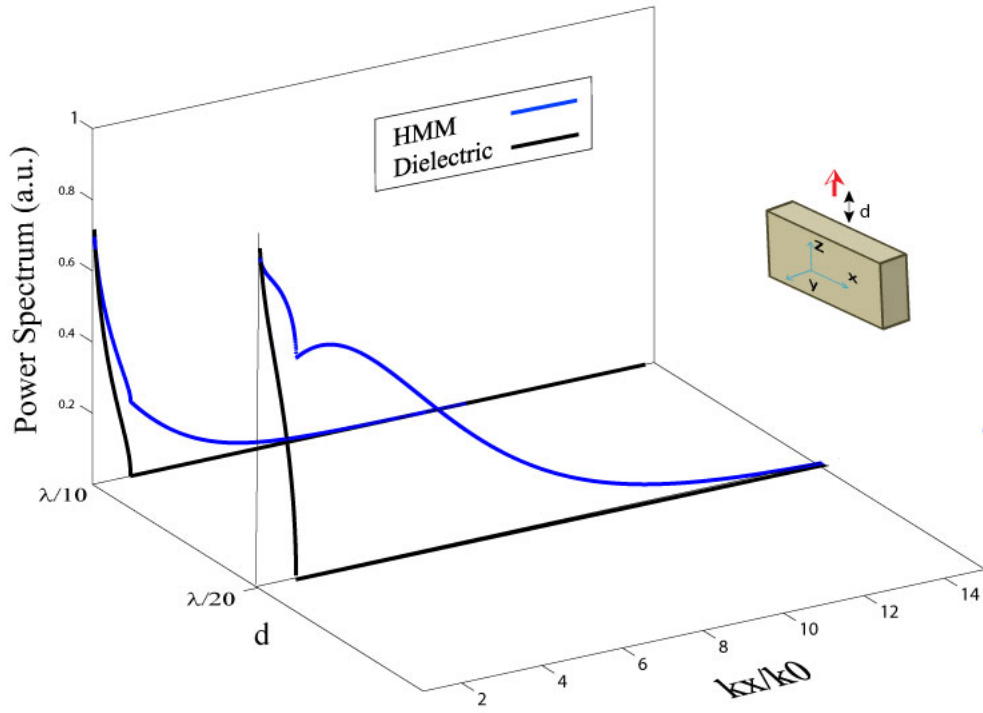 Power Spectrum (a.u.)
1
0.8
0.6
0.4
0.2
HMM
Dielectric
d
z
x
y
λ/10
λ/20
d
2
4
6
8
10
12
14
kx/k0